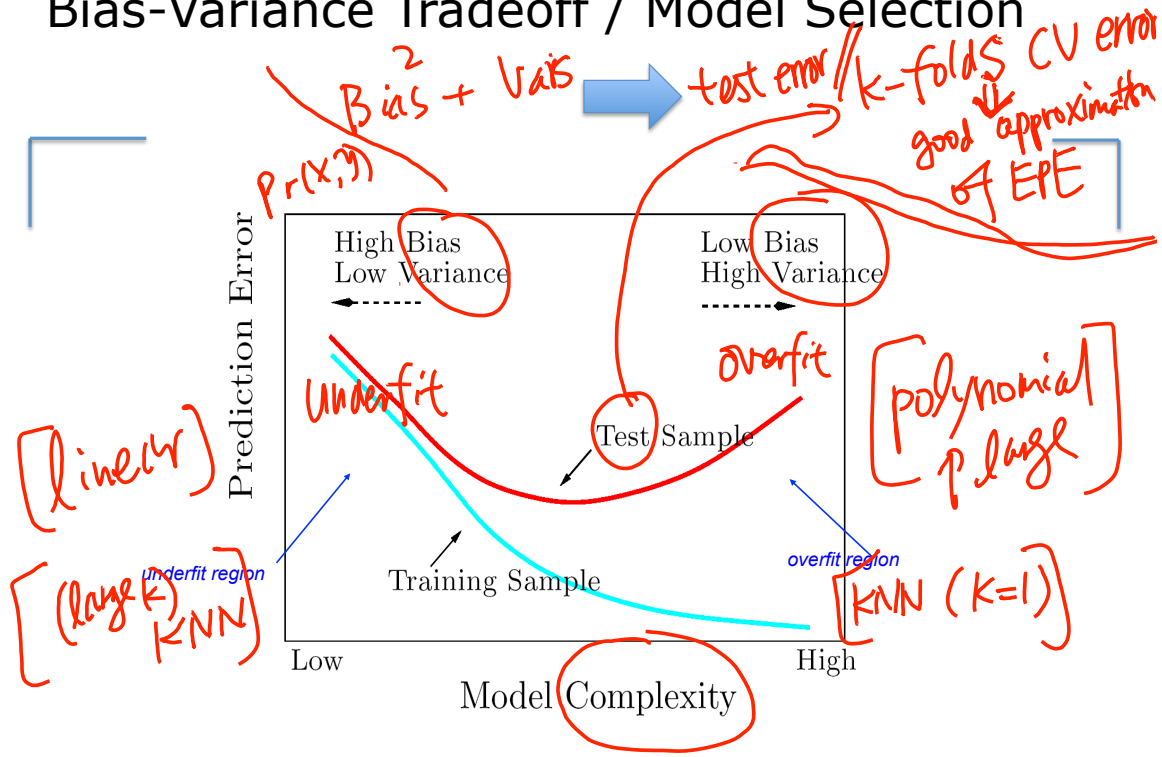 Bias-Variance Tradeoff / Model Selection
Bias² + Vars
test error // k-folds CV error
good approximation
of EPE
Pr(x,y)
High Bias
Low Variance
Low Bias
High Variance
Prediction Error
underfit
overfit
[linear]
[polynomial
p large]
Test Sample
underfit region
overfit region
[(large k)
KNN]
Training Sample
[KNN (K=1)]
Low
High
Model Complexity